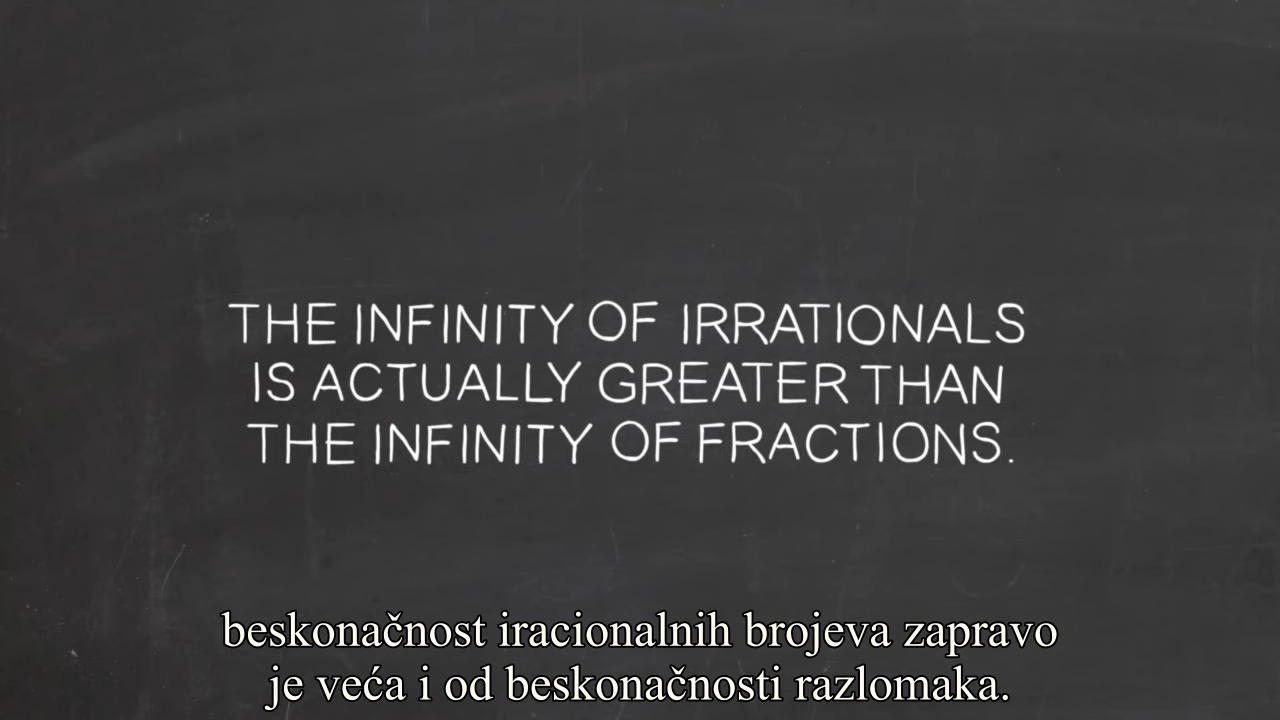 THE INFINITY OF IRRATIONALS
IS ACTUALLY GREATER THAN
THE INFINITY OF FRACTIONS.
beskonačnost iracionalnih brojeva zapravo
je veća i od beskonačnosti razlomaka.